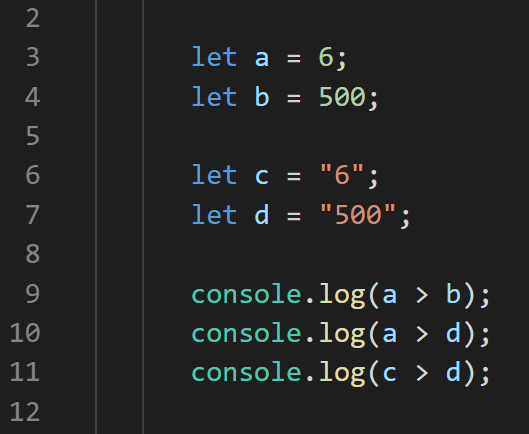 2
3 let a = 6;
4 let b = 500;
5
6 let c = "6";
7 let d = "500";
8
9 console.log(a > b);
10 console.log(a > d);
11 console.log(c > d);
12